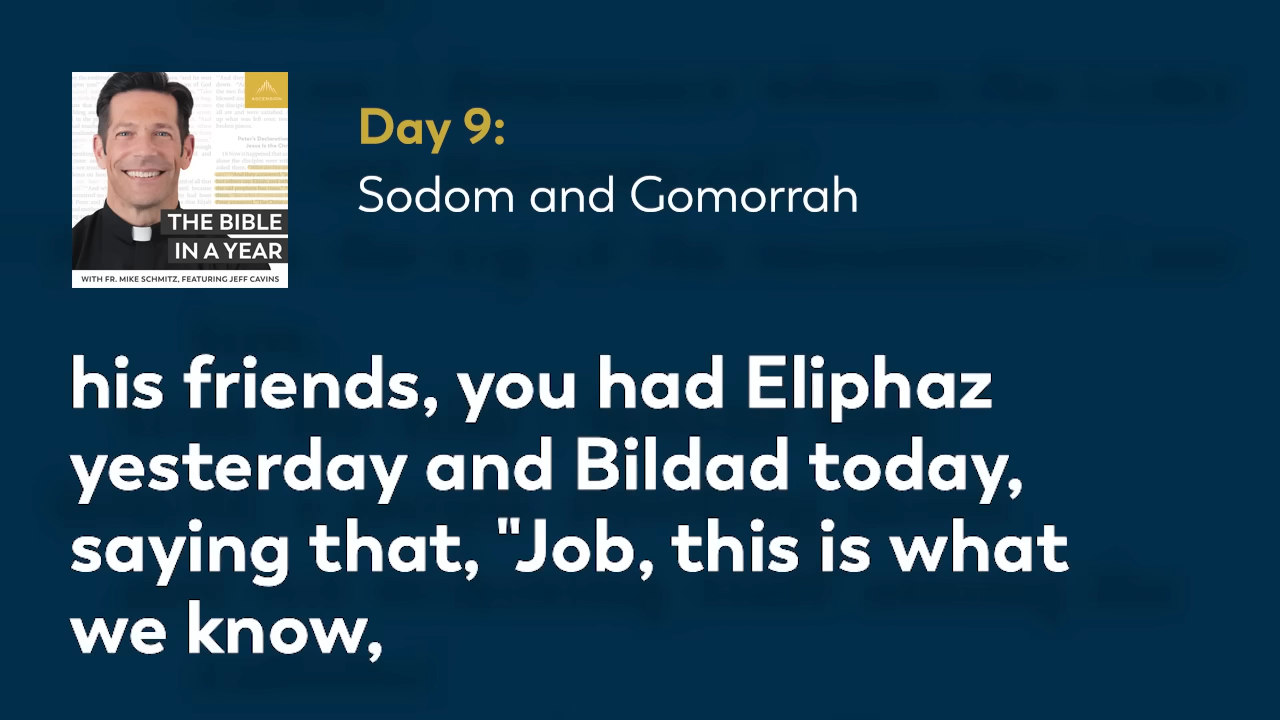 ASCENSION
THE BIBLE
IN A YEAR
WITH FR. MIKE SCHMITZ, FEATURING JEFF CAVINS
Day 9:
Sodom and Gomorrah
his friends, you had Eliphaz
yesterday and Bildad today,
saying that, "Job, this is what
we know,